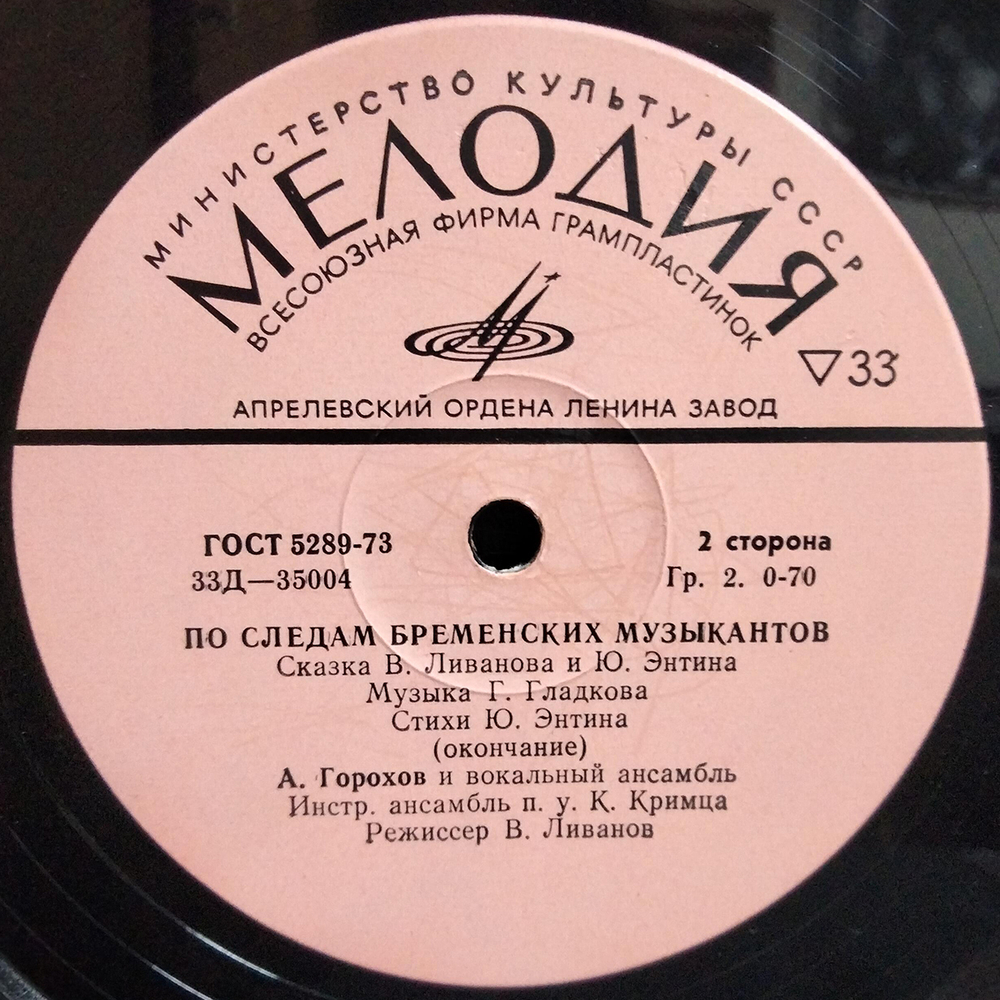 МИНИСТЕРСТВО КУЛЬТУРЫ СССР
МЕЛОДИЯ
ВСЕСОЮЗНАЯ ФИРМА ГРАМПЛАСТИНОК
▽33
АПРЕЛЕВСКИЙ ОРДЕНА ЛЕНИНА ЗАВОД
ГОСТ 5289-73
2 сторона
33Д—35004
Гр. 2. 0-70
ПО СЛЕДАМ БРЕМЕНСКИХ МУЗЫКАНТОВ
Сказка В. Ливанова и Ю. Энтина
Музыка Г. Гладкова
Стихи Ю. Энтина
(окончание)
А. Горохов и вокальный ансамбль
Инстр. ансамбль п. у. К. Кримца
Режиссер В. Ливанов